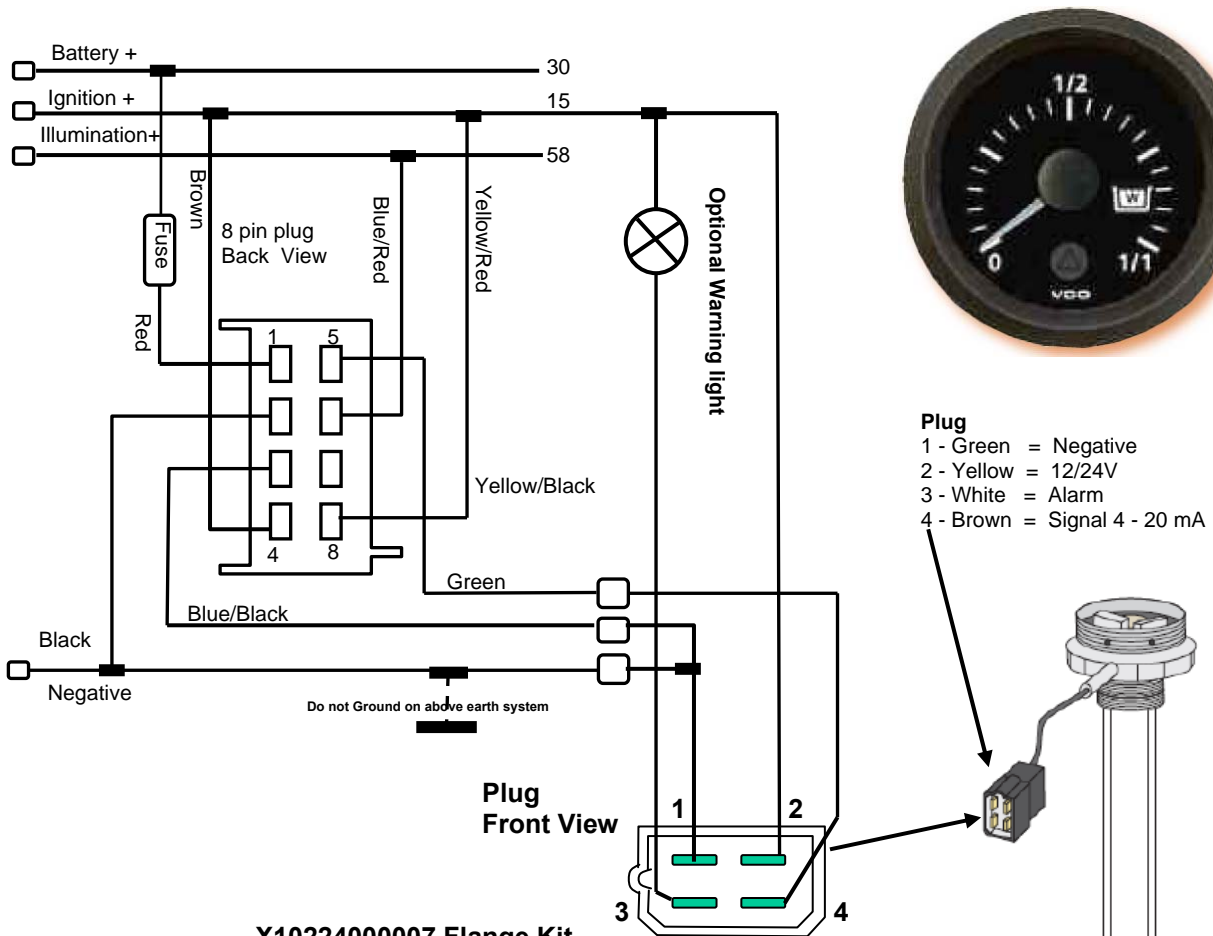 Battery +
30
Ignition +
15
Illumination+
58
Brown
Blue/Red
Yellow/Red
Optional Warning light
Fuse
8 pin plug
Back View
Red
1
5
4
8
Yellow/Black
Green
Blue/Black
Black
Negative
Do not Ground on above earth system
1/2
W
0
1/1
VDO
Plug
1 - Green = Negative
2 - Yellow = 12/24V
3 - White = Alarm
4 - Brown = Signal 4 - 20 mA
Plug
Front View
1
2
3
4
X10224000007 Flange Kit